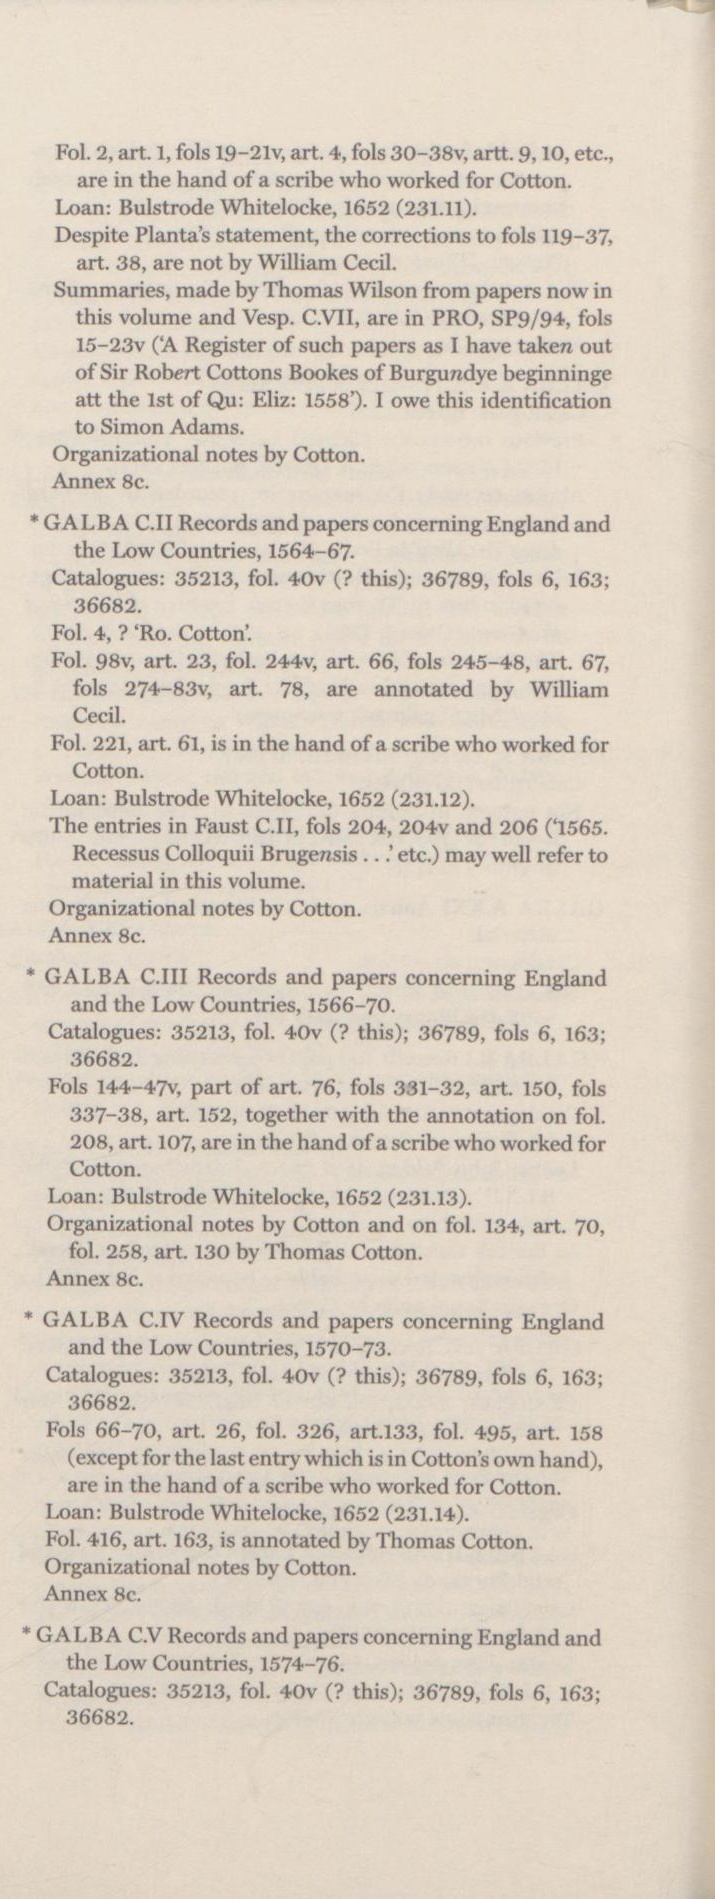 Fol. 2, art. 1, fols 19–21v, art. 4, fols 30–38v, artt. 9, 10, etc.,
are in the hand of a scribe who worked for Cotton.
Loan: Bulstrode Whitelocke, 1652 (231.11).
Despite Planta's statement, the corrections to fols 119–37,
art. 38, are not by William Cecil.
Summaries, made by Thomas Wilson from papers now in
this volume and Vesp. C.VII, are in PRO, SP9/94, fols
15–23v ('A Register of such papers as I have taken out
of Sir Robert Cottons Bookes of Burgundye beginninge
att the 1st of Qu: Eliz: 1558'). I owe this identification
to Simon Adams.
Organizational notes by Cotton.
Annex 8c.
* GALBA C.II Records and papers concerning England and
the Low Countries, 1564–67.
Catalogues: 35213, fol. 40v (? this); 36789, fols 6, 163;
36682.
Fol. 4, ? 'Ro. Cotton'.
Fol. 98v, art. 23, fol. 244v, art. 66, fols 245–48, art. 67,
fols 274–83v, art. 78, are annotated by William
Cecil.
Fol. 221, art. 61, is in the hand of a scribe who worked for
Cotton.
Loan: Bulstrode Whitelocke, 1652 (231.12).
The entries in Faust C.II, fols 204, 204v and 206 ('1565.
Recessus Colloquii Brugensis . . .' etc.) may well refer to
material in this volume.
Organizational notes by Cotton.
Annex 8c.
* GALBA C.III Records and papers concerning England
and the Low Countries, 1566–70.
Catalogues: 35213, fol. 40v (? this); 36789, fols 6, 163;
36682.
Fols 144–47v, part of art. 76, fols 331–32, art. 150, fols
337–38, art. 152, together with the annotation on fol.
208, art. 107, are in the hand of a scribe who worked for
Cotton.
Loan: Bulstrode Whitelocke, 1652 (231.13).
Organizational notes by Cotton and on fol. 134, art. 70,
fol. 258, art. 130 by Thomas Cotton.
Annex 8c.
* GALBA C.IV Records and papers concerning England
and the Low Countries, 1570–73.
Catalogues: 35213, fol. 40v (? this); 36789, fols 6, 163;
36682.
Fols 66–70, art. 26, fol. 326, art.133, fol. 495, art. 158
(except for the last entry which is in Cotton's own hand),
are in the hand of a scribe who worked for Cotton.
Loan: Bulstrode Whitelocke, 1652 (231.14).
Fol. 416, art. 163, is annotated by Thomas Cotton.
Organizational notes by Cotton.
Annex 8c.
* GALBA C.V Records and papers concerning England and
the Low Countries, 1574–76.
Catalogues: 35213, fol. 40v (? this); 36789, fols 6, 163;
36682.